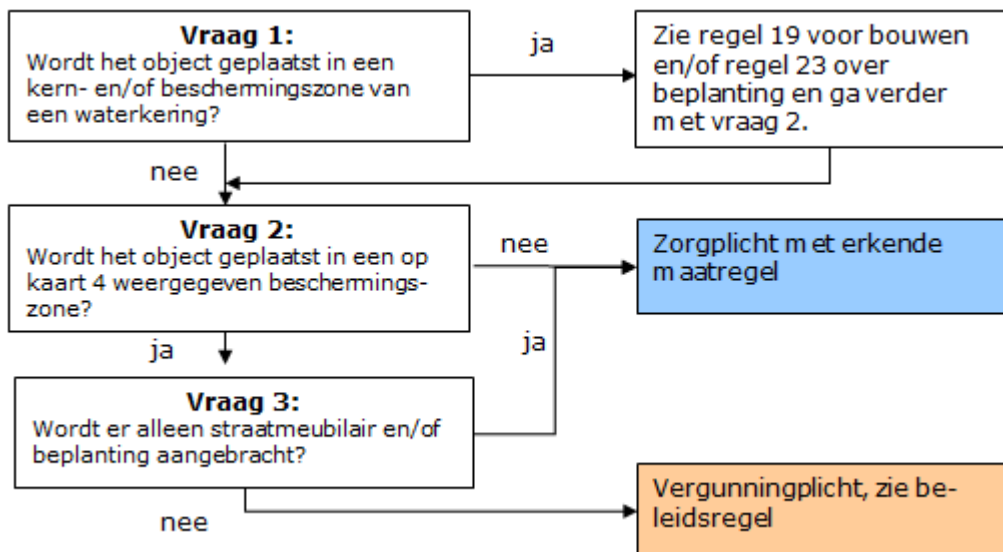 Vraag 1:
Wordt het object geplaatst in een
kern- en/of beschermingszone van
een waterkering?
ja
Zie regel 19 voor bouwen
en/of regel 23 over
beplanting en ga verder
met vraag 2.
nee
Vraag 2:
Wordt het object geplaatst in een op
kaart 4 weergegeven beschermings-
zone?
nee
Zorgplicht met erkende
maatregel
ja
ja
Vraag 3:
Wordt er alleen straatmeubilair en/of
beplanting aangebracht?
nee
Vergunningplicht, zie be-
leidsregel